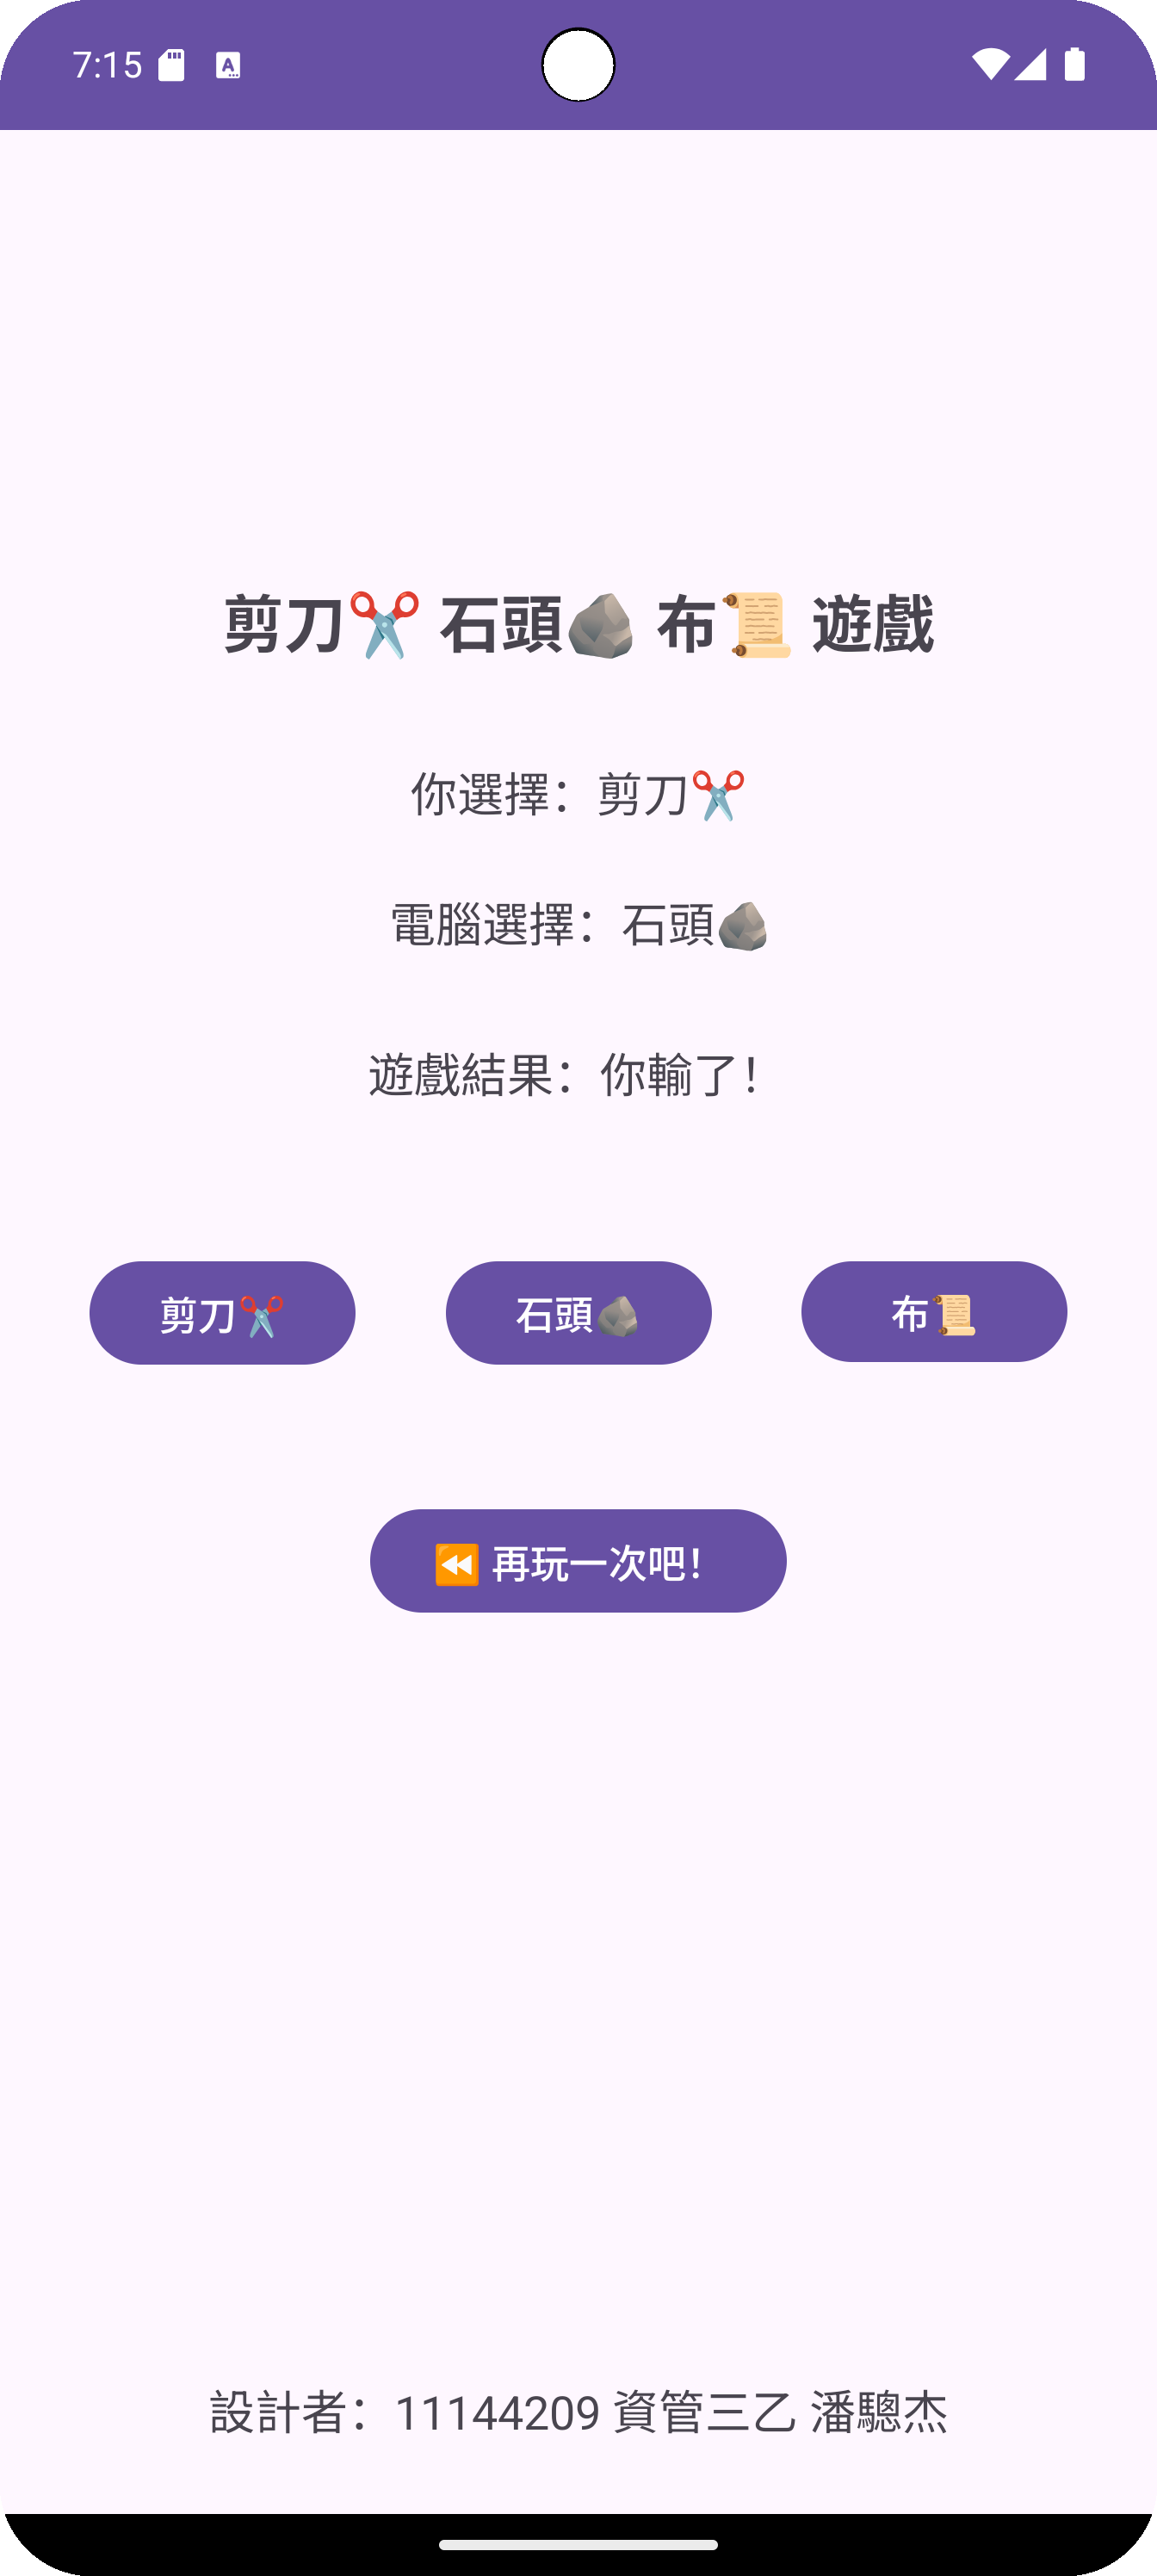 7:15
剪刀✂️ 石頭🪨 布📜 遊戲
你選擇：剪刀✂️
電腦選擇：石頭🪨
遊戲結果：你輸了！
剪刀✂️ 石頭🪨 布📜
⏪ 再玩一次吧！
設計者：11144209 資管三乙 潘驄杰